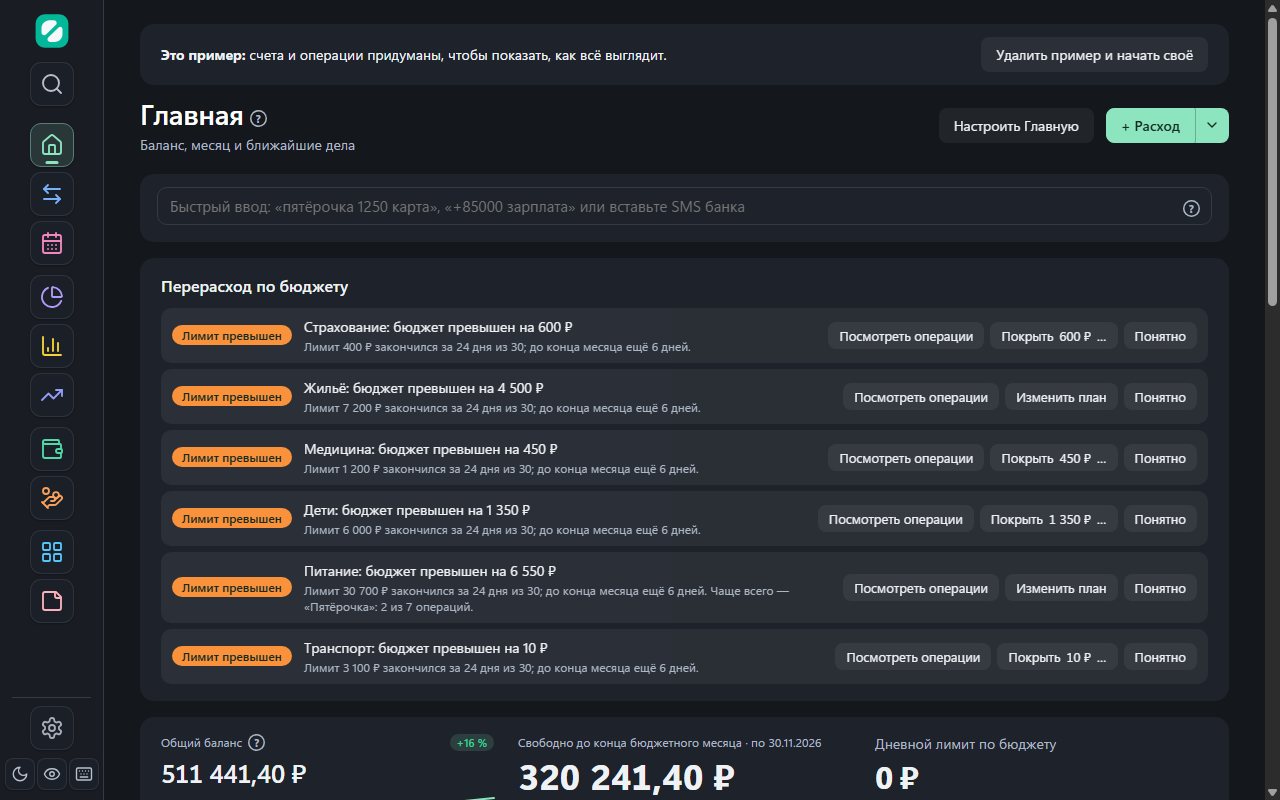 Это пример: счета и операции придуманы, чтобы показать, как всё выглядит.
Удалить пример и начать своё
Главная ?
Баланс, месяц и ближайшие дела
Настроить Главную
+ Расход
Быстрый ввод: «пятёрочка 1250 карта», «+85000 зарплата» или вставьте SMS банка
?
Перерасход по бюджету
Лимит превышен
Страхование: бюджет превышен на 600 ₽
Лимит 400 ₽ закончился за 24 дня из 30; до конца месяца ещё 6 дней.
Посмотреть операции
Покрыть 600 ₽ ...
Понятно
Лимит превышен
Жильё: бюджет превышен на 4 500 ₽
Лимит 7 200 ₽ закончился за 24 дня из 30; до конца месяца ещё 6 дней.
Посмотреть операции
Изменить план
Понятно
Лимит превышен
Медицина: бюджет превышен на 450 ₽
Лимит 1 200 ₽ закончился за 24 дня из 30; до конца месяца ещё 6 дней.
Посмотреть операции
Покрыть 450 ₽ ...
Понятно
Лимит превышен
Дети: бюджет превышен на 1 350 ₽
Лимит 6 000 ₽ закончился за 24 дня из 30; до конца месяца ещё 6 дней.
Посмотреть операции
Покрыть 1 350 ₽ ...
Понятно
Лимит превышен
Питание: бюджет превышен на 6 550 ₽
Лимит 30 700 ₽ закончился за 24 дня из 30; до конца месяца ещё 6 дней. Чаще всего —
«Пятёрочка»: 2 из 7 операций.
Посмотреть операции
Изменить план
Понятно
Лимит превышен
Транспорт: бюджет превышен на 10 ₽
Лимит 3 100 ₽ закончился за 24 дня из 30; до конца месяца ещё 6 дней.
Посмотреть операции
Покрыть 10 ₽ ...
Понятно
Общий баланс ?
+16 %
511 441,40 ₽
Свободно до конца бюджетного месяца · по 30.11.2026
320 241,40 ₽
Дневной лимит по бюджету
0 ₽